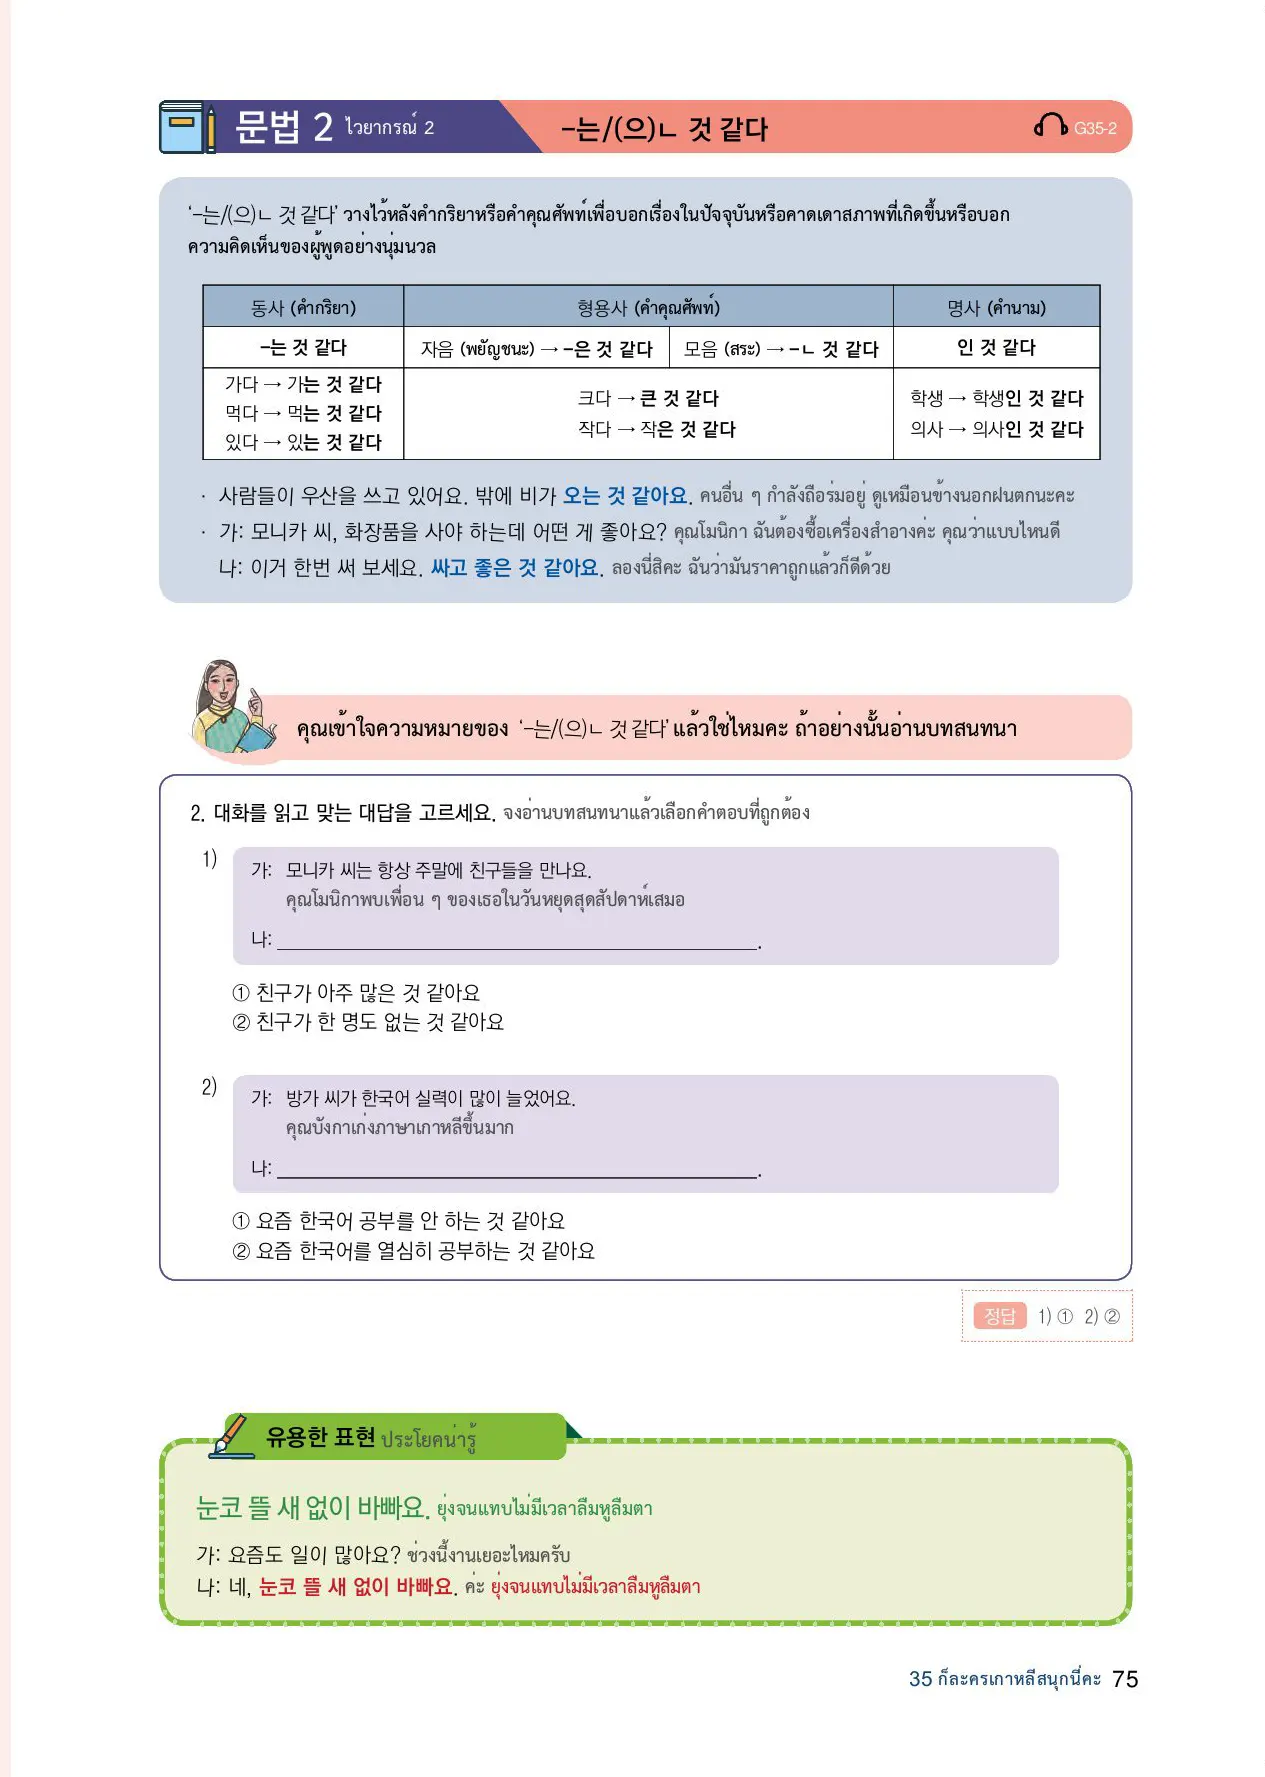 문법 2 ไวยากรณ์ 2
-는/(으)ㄴ 것 같다
G35-2
‘-는/(으)ㄴ 것 같다’ วางไว้หลังคำกริยาหรือคำคุณศัพท์เพื่อบอกเรื่องในปัจจุบันหรือคาดเดาสภาพที่เกิดขึ้นหรือบอก
ความคิดเห็นของผู้พูดอย่างนุ่มนวล
동사 (คำกริยา) 형용사 (คำคุณศัพท์) 명사 (คำนาม)
-는 것 같다 자음 (พยัญชนะ) → -은 것 같다 모음 (สระ) → -ㄴ 것 같다 인 것 같다
가다 → 가는 것 같다
먹다 → 먹는 것 같다
있다 → 있는 것 같다
크다 → 큰 것 같다
작다 → 작은 것 같다
학생 → 학생인 것 같다
의사 → 의사인 것 같다
· 사람들이 우산을 쓰고 있어요. 밖에 비가 오는 것 같아요. คนอื่น ๆ กำลังถือร่มอยู่ ดูเหมือนข้างนอกฝนตกนะคะ
· 가: 모니카 씨, 화장품을 사야 하는데 어떤 게 좋아요? คุณโมนิกา ฉันต้องซื้อเครื่องสำอางค่ะ คุณว่าแบบไหนดี
나: 이거 한번 써 보세요. 싸고 좋은 것 같아요. ลองนี่สิคะ ฉันว่ามันราคาถูกแล้วก็ดีด้วย
คุณเข้าใจความหมายของ ‘-는/(으)ㄴ 것 같다’ แล้วใช่ไหมคะ ถ้าอย่างนั้นอ่านบทสนทนา
2. 대화를 읽고 맞는 대답을 고르세요. จงอ่านบทสนทนาแล้วเลือกคำตอบที่ถูกต้อง
1)
가: 모니카 씨는 항상 주말에 친구들을 만나요.
คุณโมนิกาพบเพื่อน ๆ ของเธอในวันหยุดสุดสัปดาห์เสมอ
나: ____________________.
① 친구가 아주 많은 것 같아요
② 친구가 한 명도 없는 것 같아요
2)
가: 방가 씨가 한국어 실력이 많이 늘었어요.
คุณบังกาเก่งภาษาเกาหลีขึ้นมาก
나: ____________________.
① 요즘 한국어 공부를 안 하는 것 같아요
② 요즘 한국어를 열심히 공부하는 것 같아요
정답 1) ① 2) ②
유용한 표현 ประโยคน่ารู้
눈코 뜰 새 없이 바빠요. ยุ่งจนแทบไม่มีเวลาลืมหูลืมตา
가: 요즘도 일이 많아요? ช่วงนี้งานเยอะไหมครับ
나: 네, 눈코 뜰 새 없이 바빠요. ค่ะ ยุ่งจนแทบไม่มีเวลาลืมหูลืมตา
35 ก็ละครเกาหลีสนุกนี่คะ 75